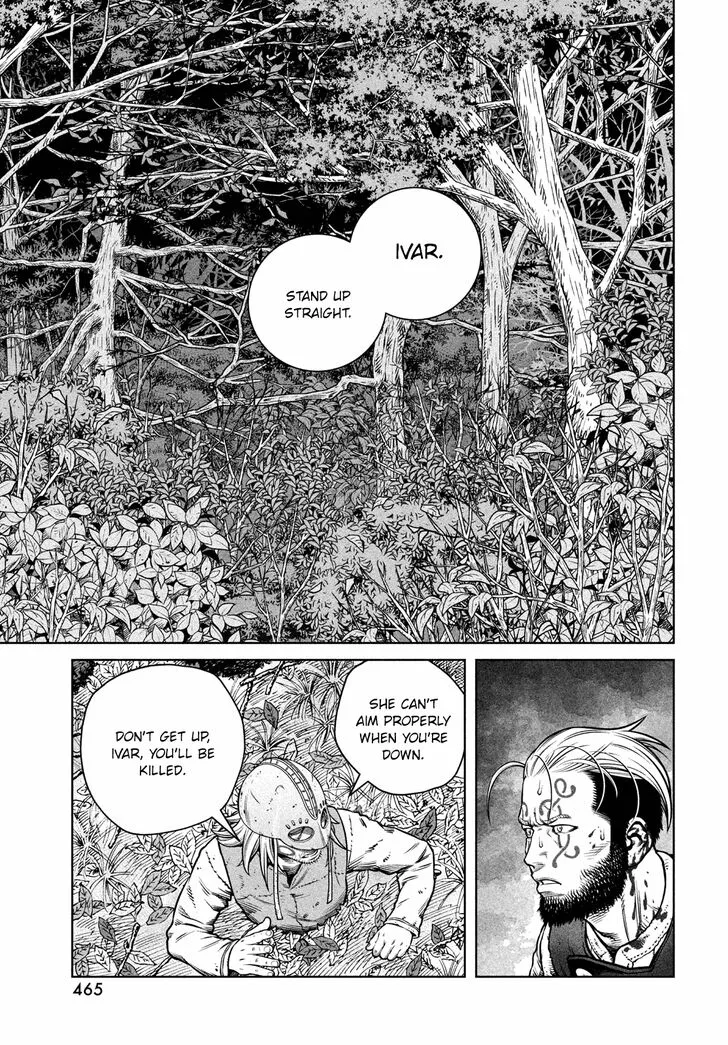 IVAR.
STAND UP
STRAIGHT.
SHE CAN'T
AIM PROPERLY
WHEN YOU'RE
DOWN.
DON'T GET UP,
IVAR, YOU'LL BE
KILLED.
465